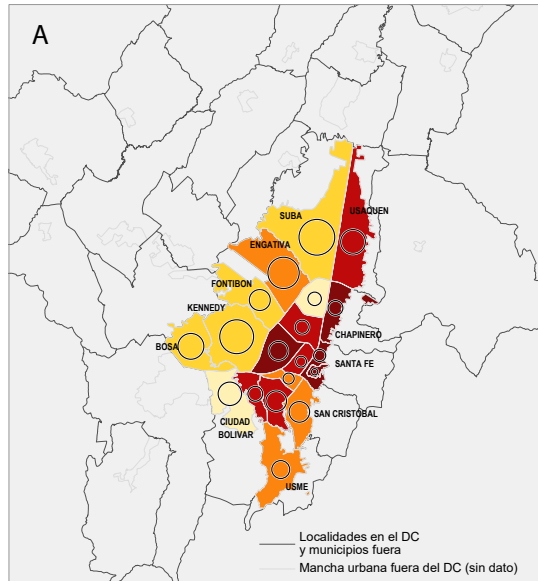 A
SUBA
USAQUEN
ENGATIVA
FONTIBON
KENNEDY
CHAPINERO
BOSA
SANTA FE
SAN CRISTOBAL
CIUDAD
BOLIVAR
USME
Localidades en el DC
y municipios fuera
Mancha urbana fuera del DC (sin dato)